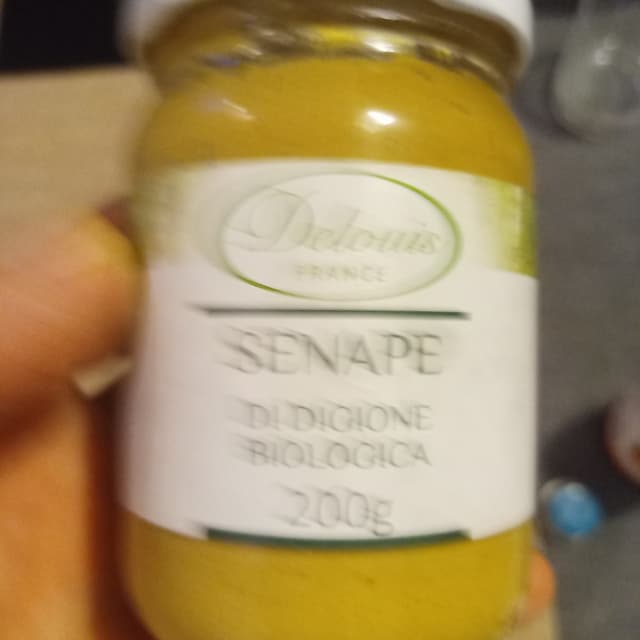 Delouis
FRANCE
SENAPE
DI DIGIONE
BIOLOGICA
200g